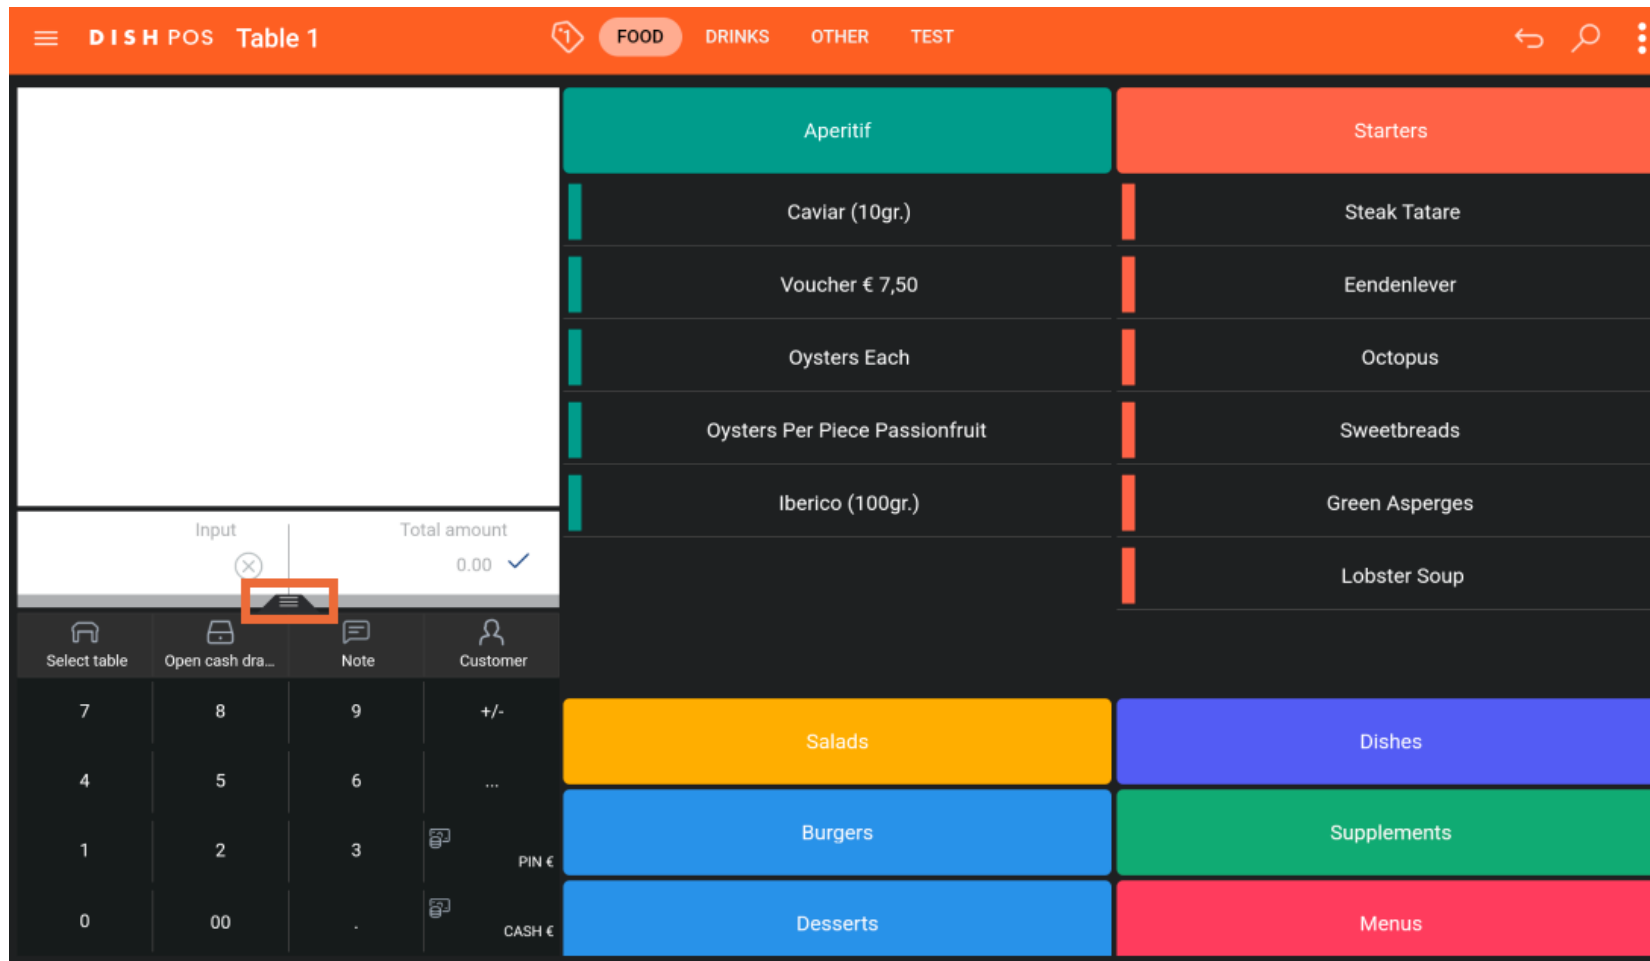 DISH POS Table 1
1 FOOD DRINKS OTHER TEST
Input Total amount
0.00
Select table Open cash dra... Note Customer
7 8 9 +/-
4 5 6 ...
1 2 3 PIN €
0 00 . CASH €
Aperitif
Caviar (10gr.)
Voucher € 7,50
Oysters Each
Oysters Per Piece Passionfruit
Iberico (100gr.)
Starters
Steak Tatare
Eendenlever
Octopus
Sweetbreads
Green Asperges
Lobster Soup
Salads Dishes
Burgers Supplements
Desserts Menus